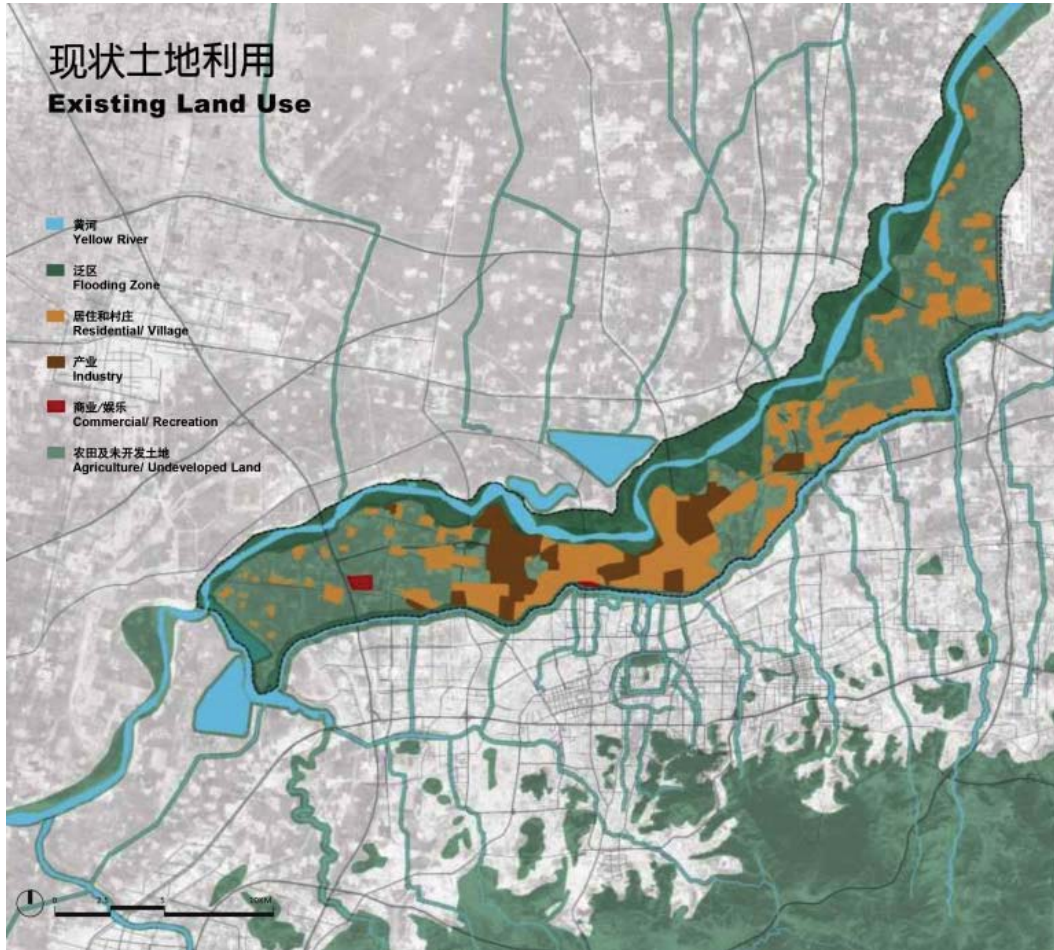 现状土地利用
Existing Land Use
黄河
Yellow River
泛区
Flooding Zone
居住和村庄
Residential/ Village
产业
Industry
商业/娱乐
Commercial/ Recreation
农田及未开发土地
Agriculture/ Undeveloped Land
0 2.5 5 10KM